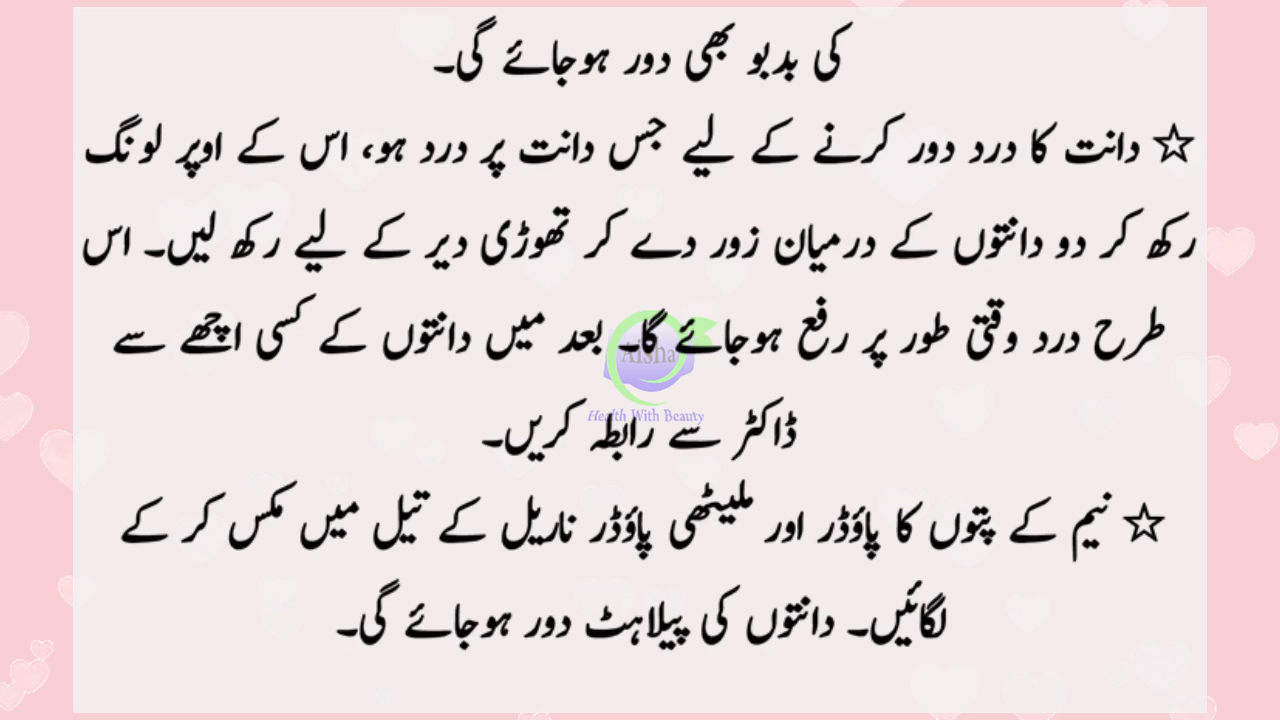 کی بدبو بھی دور ہوجائے گی۔
☆ دانت کا درد دور کرنے کے لیے جس دانت پر درد ہو، اس کے اوپر لونگ
رکھ کر دو دانتوں کے درمیان زور دے کر تھوڑی دیر کے لیے رکھ لیں۔ اس
طرح درد وقتی طور پر رفع ہوجائے گا۔ بعد میں دانتوں کے کسی اچھے سے
Aisha
Health With Beauty
ڈاکٹر سے رابطہ کریں۔
☆ نیم کے پتوں کا پاؤڈر اور ملیٹھی پاؤڈر ناریل کے تیل میں مکس کر کے
لگائیں۔ دانتوں کی پیلاہٹ دور ہوجائے گی۔